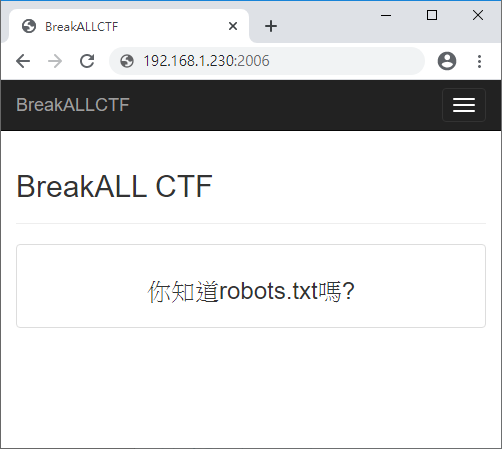 BreakALLCTF
192.168.1.230:2006
BreakALLCTF
BreakALL CTF
你知道robots.txt嗎?